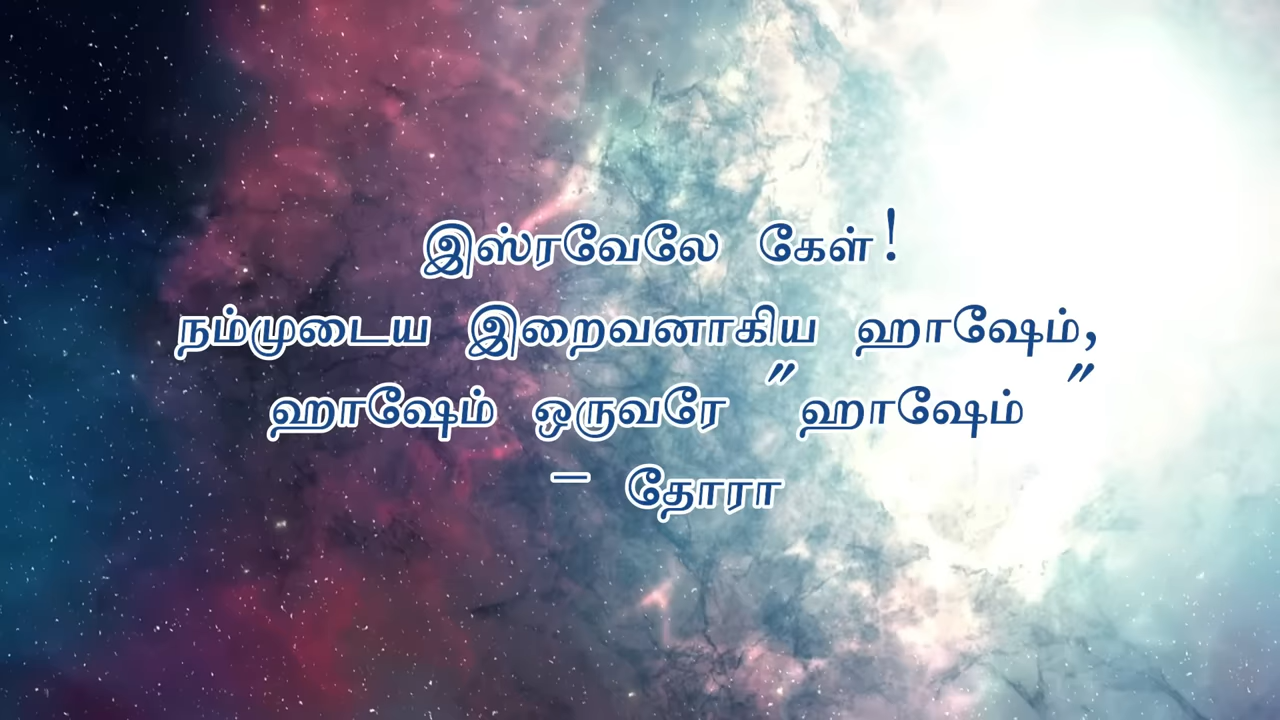 இஸ்ரவேலே கேள்!
நம்முடைய இறைவனாகிய ஹாஷேம்,
ஹாஷேம் ஒருவரே "ஹாஷேம் "
- தோரா